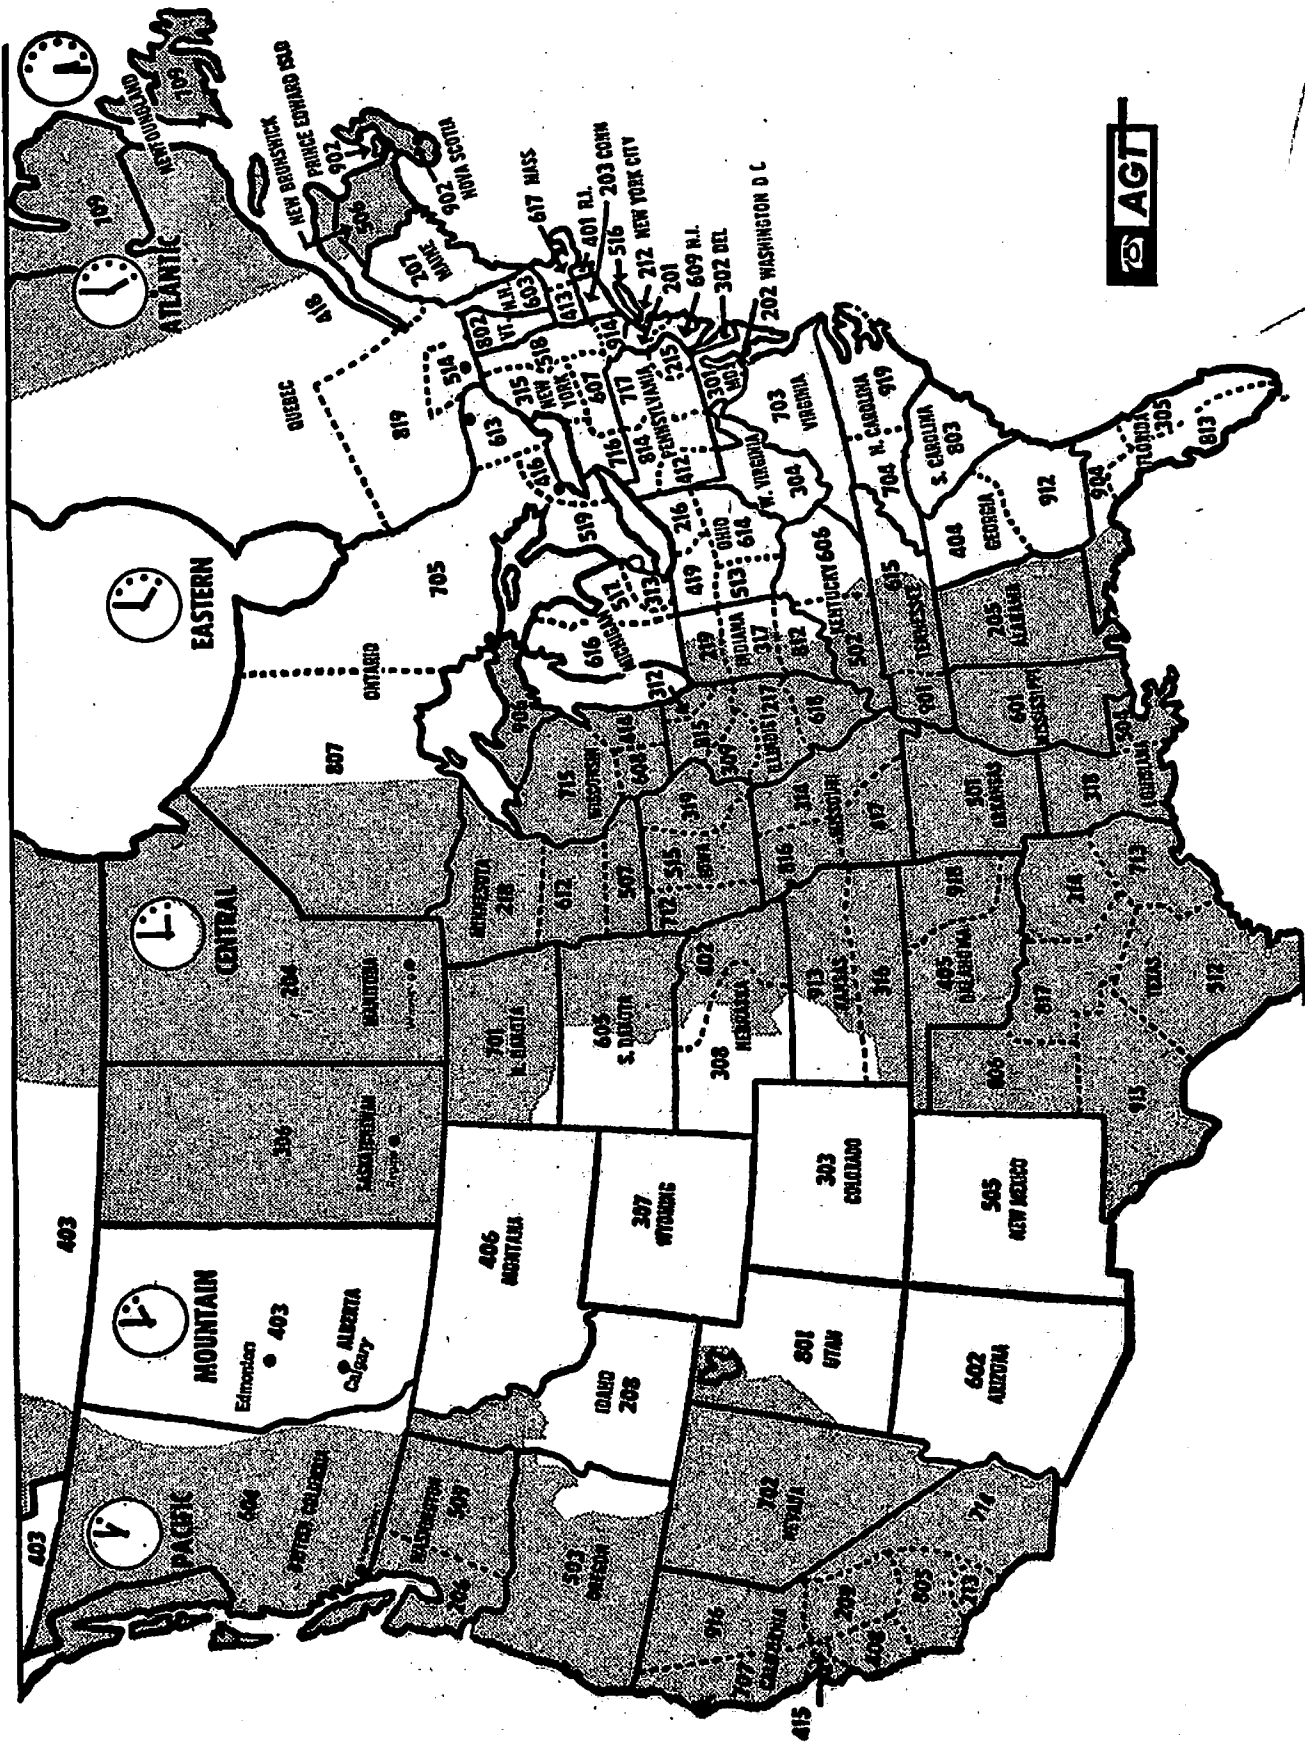 403
403
709
709
NEWFOUNDLAND
PACIFIC
MOUNTAIN
CENTRAL
EASTERN
ATLANTIC
604
BRITISH COLUMBIA
Edmonton
403
ALBERTA
Calgary
306
SASKATCHEWAN
204
MANITOBA
807
ONTARIO
705
QUEBEC
819
418
514
613
416
519
NEW BRUNSWICK
PRINCE EDWARD ISLD
902
506
902
NOVA SCOTIA
207
MAINE
617 MASS
401 R.I.
203 CONN
516
212 NEW YORK CITY
201
609 N.J.
302 DEL
202 WASHINGTON D C
802
VT.
N.H.
603
413
518
315
NEW
YORK
607
914
716
717
814
PENNSYLVANIA
215
412
301
MD.
703
VIRGINIA
W. VIRGINIA
304
919
N. CAROLINA
704
S. CAROLINA
803
404
GEORGIA
912
904
FLORIDA
305
813
216
OHIO
614
419
513
KENTUCKY 606
502
615
TENNESSEE
901
205
ALABAMA
601
MISSISSIPPI
504
318
LOUISIANA
517
313
616
MICHIGAN
906
219
INDIANA
317
812
312
815
309
ILLINOIS
217
618
715
WISCONSIN
414
608
319
515
IOWA
712
314
MISSOURI
816
417
501
ARKANSAS
MINNESOTA
218
612
507
701
N. DAKOTA
605
S. DAKOTA
402
NEBRASKA
308
913
KANSAS
316
918
405
OKLAHOMA
214
713
817
TEXAS
512
806
915
406
MONTANA
307
WYOMING
303
COLORADO
505
NEW MEXICO
IDAHO
208
801
UTAH
602
ARIZONA
WASHINGTON
509
206
503
OREGON
702
NEVADA
916
707
CALIFORNIA
209
408
805
213
714
415
AGT